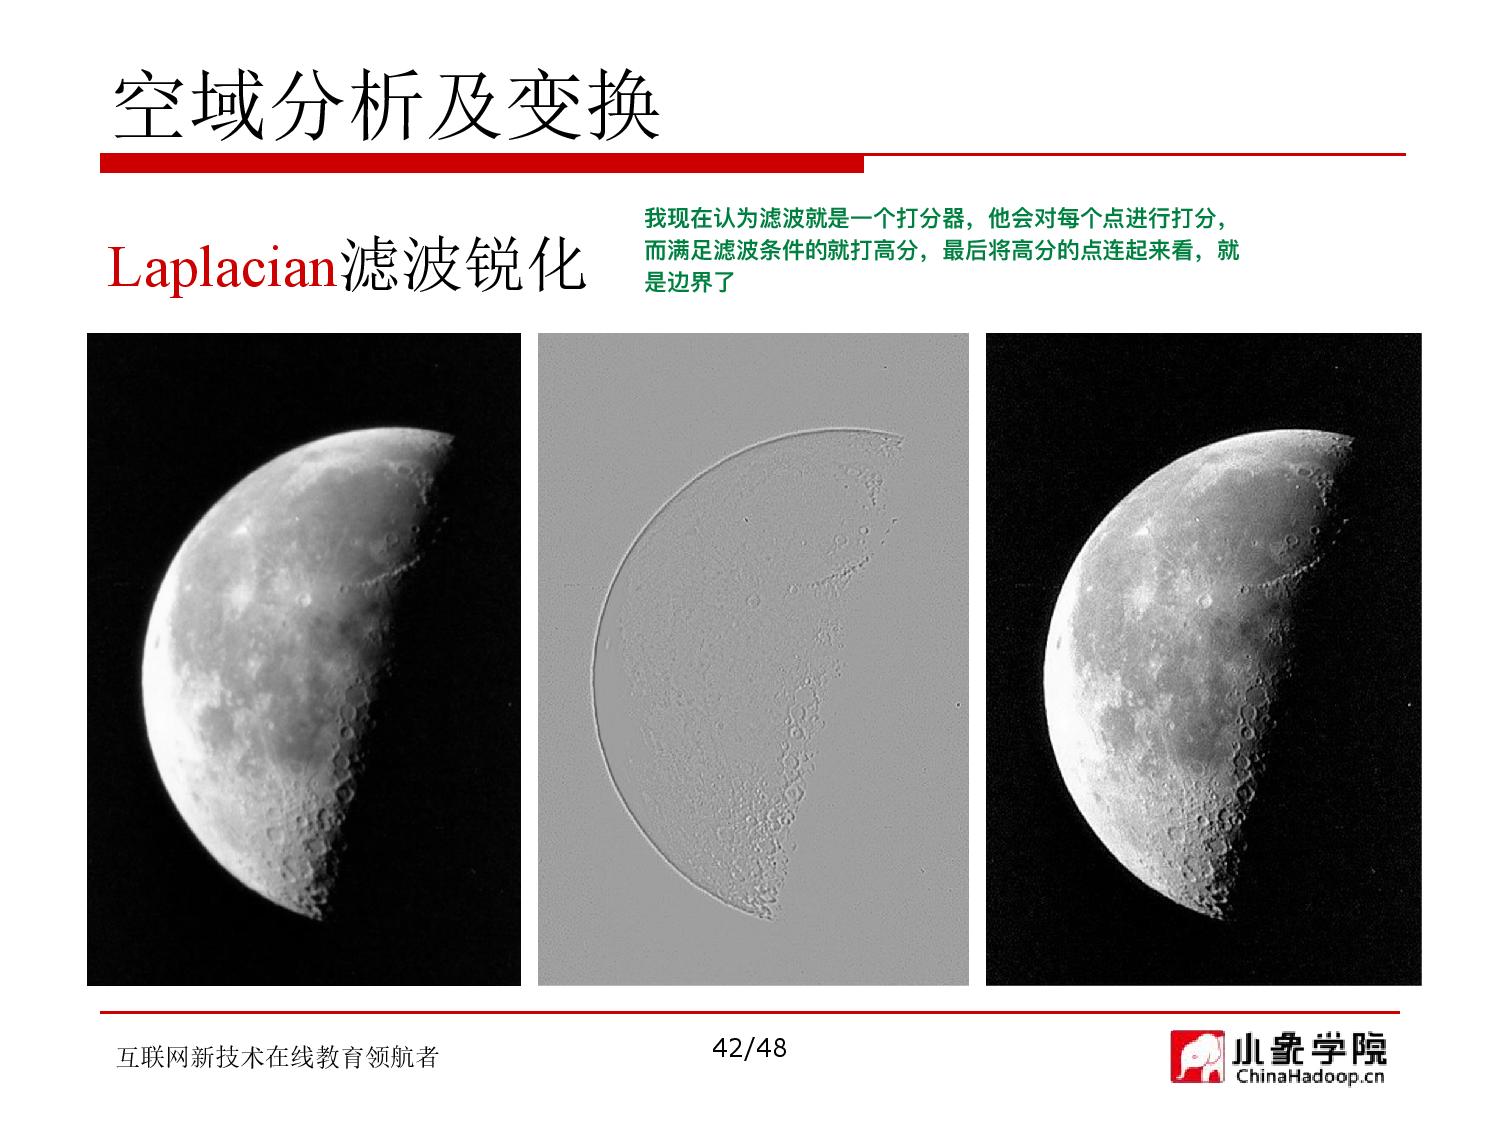 空域分析及变换
Laplacian滤波锐化
我现在认为滤波就是一个打分器，他会对每个点进行打分，
而满足滤波条件的就打高分，最后将高分的点连起来看，就
是边界了
互联网新技术在线教育领航者
42/48
小象学院
ChinaHadoop.cn